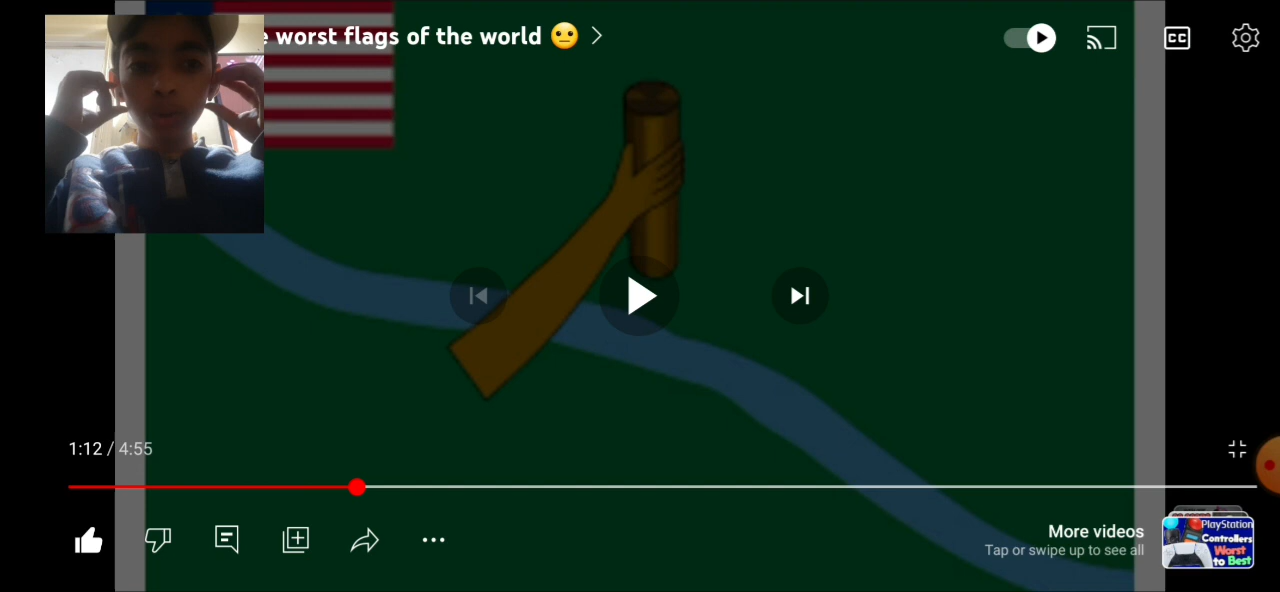 worst flags of the world 😐
CC
1:12 / 4:55
More videos
Tap or swipe up to see all
PlayStation
Controllers
Worst
to Best